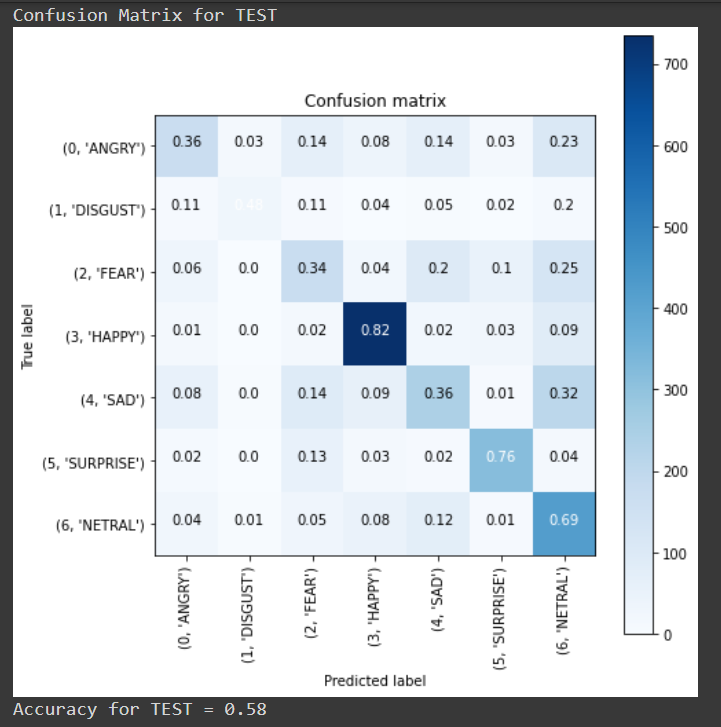 Confusion Matrix for TEST
Confusion matrix
(0, 'ANGRY') 0.36 0.03 0.14 0.08 0.14 0.03 0.23
(1, 'DISGUST') 0.11 0.48 0.11 0.04 0.05 0.02 0.2
(2, 'FEAR') 0.06 0.0 0.34 0.04 0.2 0.1 0.25
(3, 'HAPPY') 0.01 0.0 0.02 0.82 0.02 0.03 0.09
(4, 'SAD') 0.08 0.0 0.14 0.09 0.36 0.01 0.32
(5, 'SURPRISE') 0.02 0.0 0.13 0.03 0.02 0.76 0.04
(6, 'NETRAL') 0.04 0.01 0.05 0.08 0.12 0.01 0.69
True label
(0, 'ANGRY')
(1, 'DISGUST')
(2, 'FEAR')
(3, 'HAPPY')
(4, 'SAD')
(5, 'SURPRISE')
(6, 'NETRAL')
Predicted label
700
600
500
400
300
200
100
0
Accuracy for TEST = 0.58